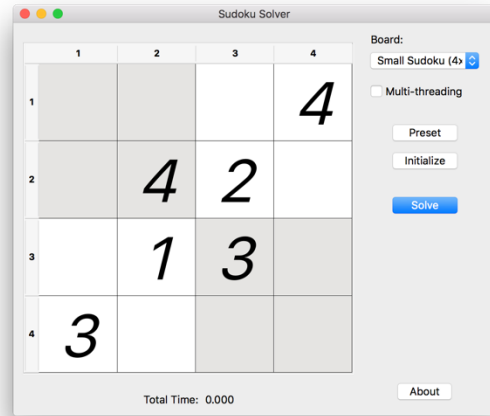 Sudoku Solver
Board:
Small Sudoku (4x
Multi-threading
Preset
Initialize
Solve
1 2 3 4
1 4
2 4 2
3 1 3
4 3
Total Time: 0.000
About